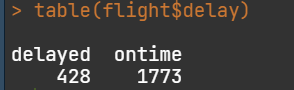 > table(flight$delay)
delayed  ontime
    428    1773